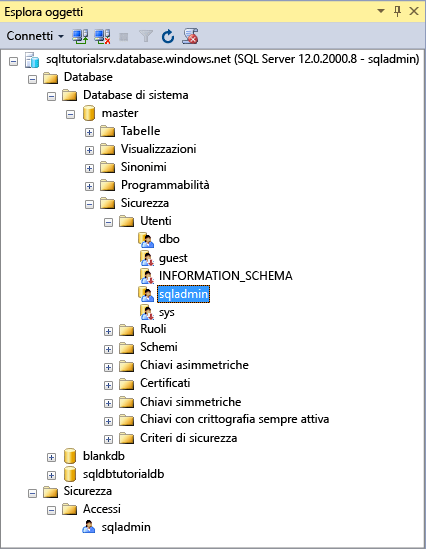 Esplora oggetti
Connetti
sqltutorialsrv.database.windows.net (SQL Server 12.0.2000.8 - sqladmin)
Database
Database di sistema
master
Tabelle
Visualizzazioni
Sinonimi
Programmabilità
Sicurezza
Utenti
dbo
guest
INFORMATION_SCHEMA
sqladmin
sys
Ruoli
Schemi
Chiavi asimmetriche
Certificati
Chiavi simmetriche
Chiavi con crittografia sempre attiva
Criteri di sicurezza
blankdb
sqldbtutorialdb
Sicurezza
Accessi
sqladmin